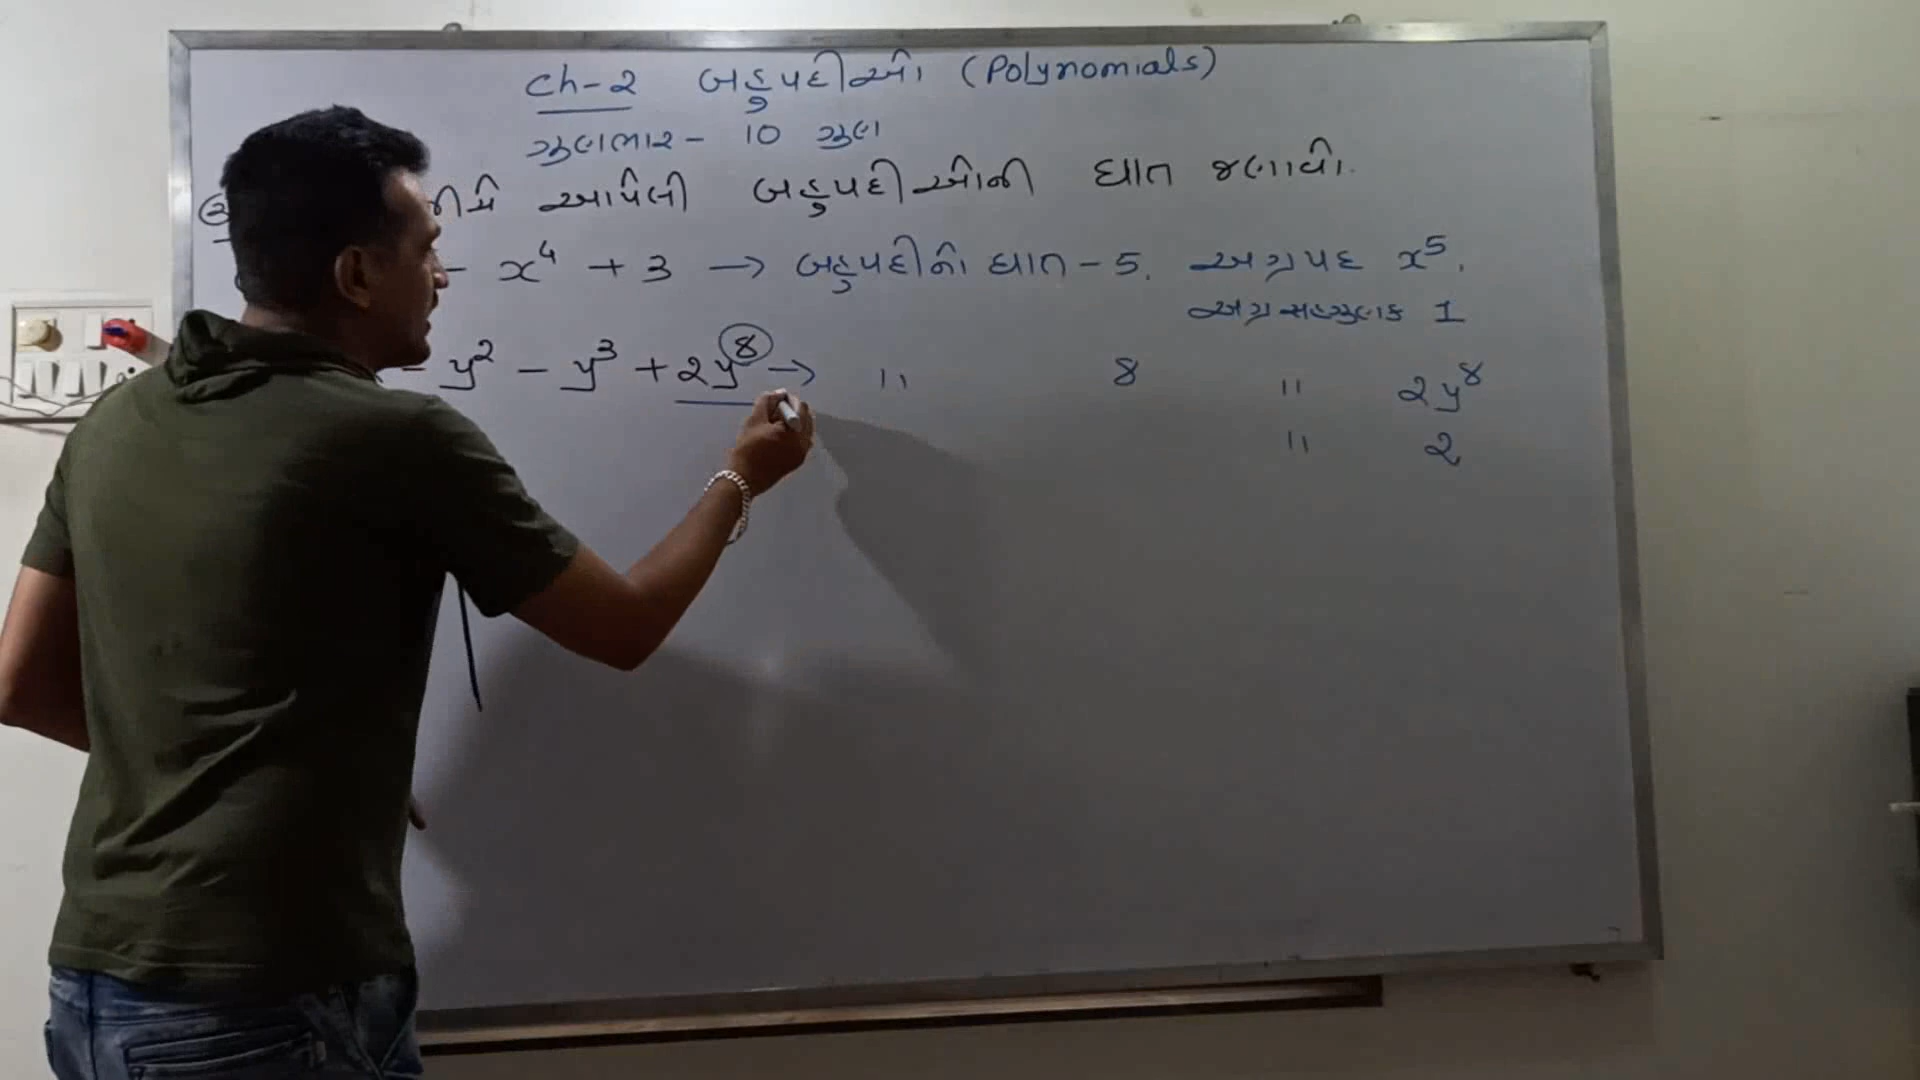 Ch-2 બહુપદીઓ (Polynomials)
ગુણભાર - 10 ગુણ
આપેલી બહુપદીઓની ઘાત જણાવો.
- x⁴ + 3 → બહુપદીની ઘાત - 5. અગ્રપદ x⁵.
અગ્ર સહગુણક 1
- y² - y³ + 2y⁸ → " 8 " 2y⁸
" 2